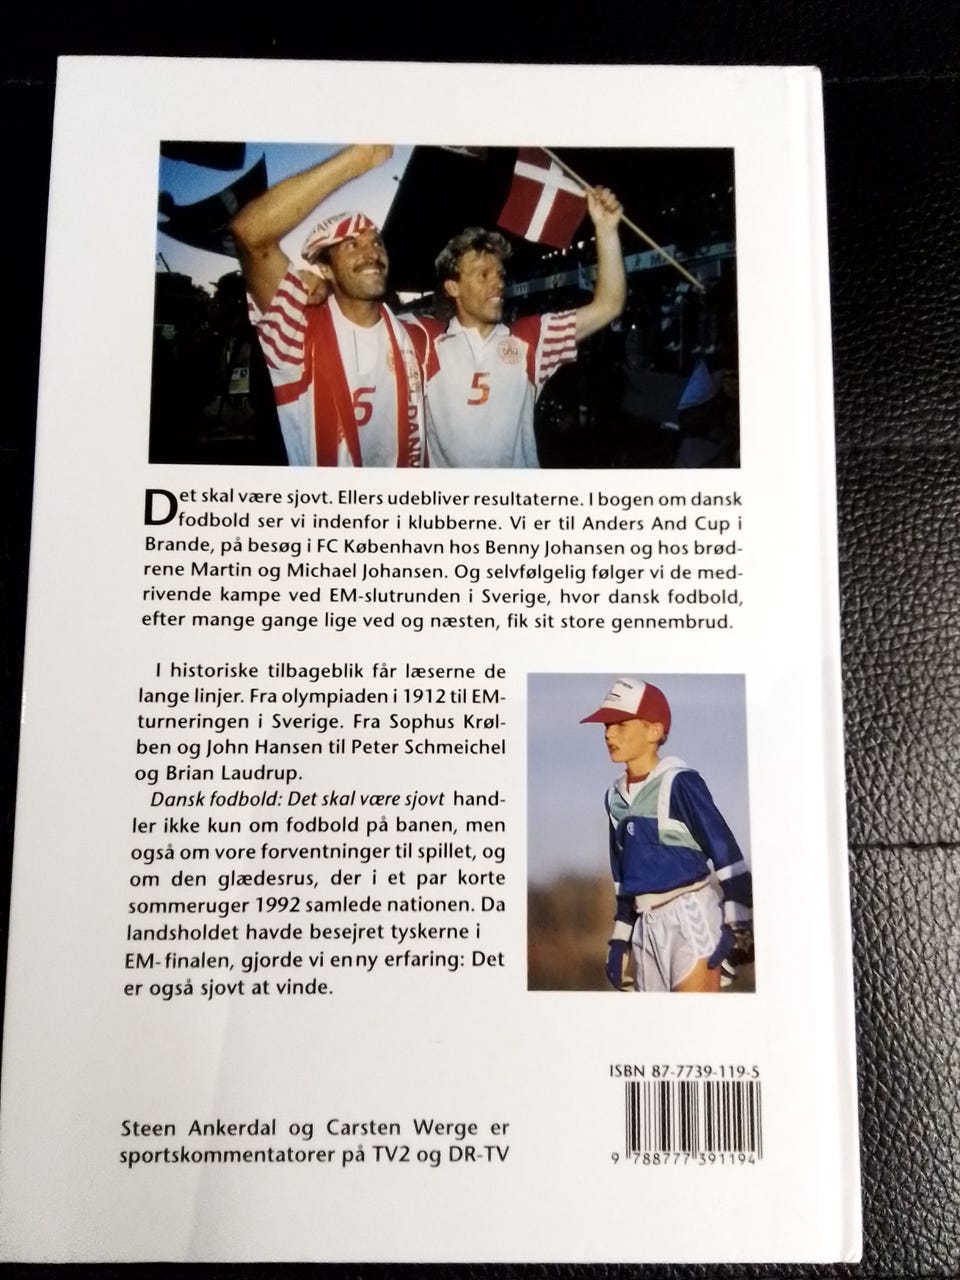 5
5
Det skal være sjovt. Ellers udebliver resultaterne. I bogen om dansk
fodbold ser vi indenfor i klubberne. Vi er til Anders And Cup i
Brande, på besøg i FC København hos Benny Johansen og hos brød-
rene Martin og Michael Johansen. Og selvfølgelig følger vi de med-
rivende kampe ved EM-slutrunden i Sverige, hvor dansk fodbold,
efter mange gange lige ved og næsten, fik sit store gennembrud.
I historiske tilbageblik får læserne de
lange linjer. Fra olympiaden i 1912 til EM-
turneringen i Sverige. Fra Sophus Krøl-
ben og John Hansen til Peter Schmeichel
og Brian Laudrup.
Dansk fodbold: Det skal være sjovt hand-
ler ikke kun om fodbold på banen, men
også om vore forventninger til spillet, og
om den glædesrus, der i et par korte
sommeruger 1992 samlede nationen. Da
landsholdet havde besejret tyskerne i
EM-finalen, gjorde vi en ny erfaring: Det
er også sjovt at vinde.
ISBN 87-7739-119-5
9 788777 391194
Steen Ankerdal og Carsten Werge er
sportskommentatorer på TV2 og DR-TV